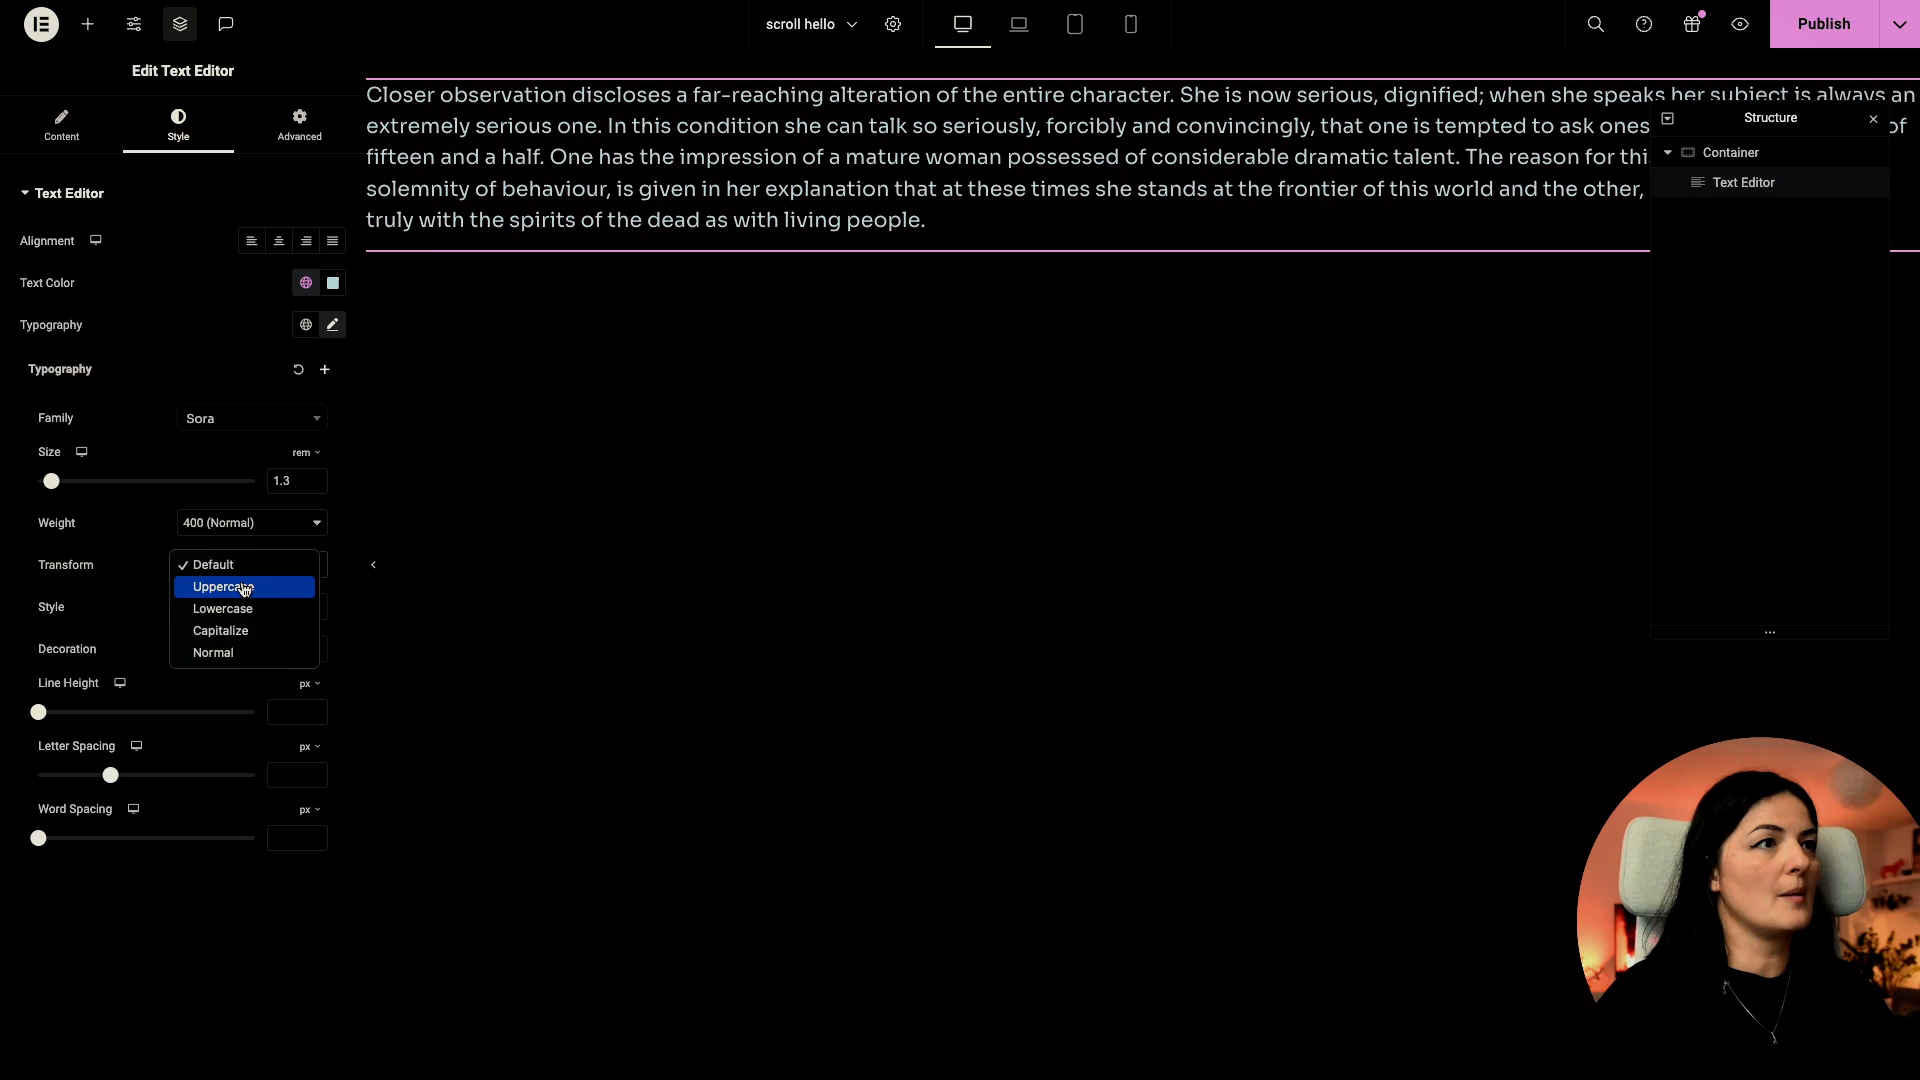 scroll hello
Publish
Edit Text Editor
Content
Style
Advanced
Text Editor
Alignment
Text Color
Typography
Typography
Family
Sora
Size
rem
1.3
Weight
400 (Normal)
Transform
Default
Uppercase
Lowercase
Capitalize
Normal
Style
Decoration
Line Height
px
Letter Spacing
px
Word Spacing
px
Closer observation discloses a far-reaching alteration of the entire character. She is now serious, dignified; when she speaks her subject is always an
extremely serious one. In this condition she can talk so seriously, forcibly and convincingly, that one is tempted to ask ones of
fifteen and a half. One has the impression of a mature woman possessed of considerable dramatic talent. The reason for thi
solemnity of behaviour, is given in her explanation that at these times she stands at the frontier of this world and the other,
truly with the spirits of the dead as with living people.
Structure
Container
Text Editor